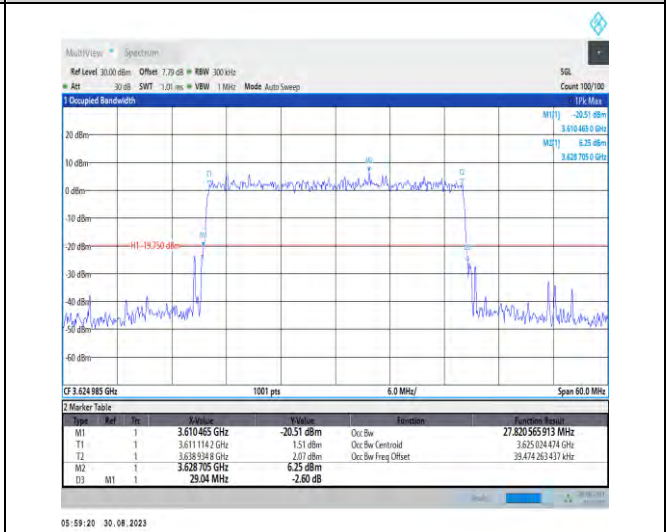 MultiView Spectrum
Ref Level 30.00 dBm Offset 7.79 dB RBW 300 kHz SGL
Att 30 dB SWT 1.01 ms VBW 1 MHz Mode Auto Sweep Count 100/100
1 Occupied Bandwidth 1Pk Max
M1[1] -20.51 dBm
3.610 465 0 GHz
M2[1] 6.25 dBm
3.628 705 0 GHz
20 dBm
10 dBm
0 dBm
-10 dBm
-20 dBm
H1 -19.750 dBm
-30 dBm
-40 dBm
-50 dBm
-60 dBm
T1
T2
CF 3.624 985 GHz 1001 pts 6.0 MHz/ Span 60.0 MHz
2 Marker Table
Type Ref Trc X-Value Y-Value Function Function Result
M1 1 3.610465 GHz -20.51 dBm Occ Bw 27.820 565 913 MHz
T1 1 3.611 114 2 GHz 1.51 dBm Occ Bw Centroid 3.625 024 474 GHz
T2 1 3.638 934 8 GHz 2.07 dBm Occ Bw Freq Offset 39.474 263 437 kHz
M2 1 3.628 705 GHz 6.25 dBm
D3 M1 1 29.04 MHz -2.60 dB
05:59:20 30.08.2023